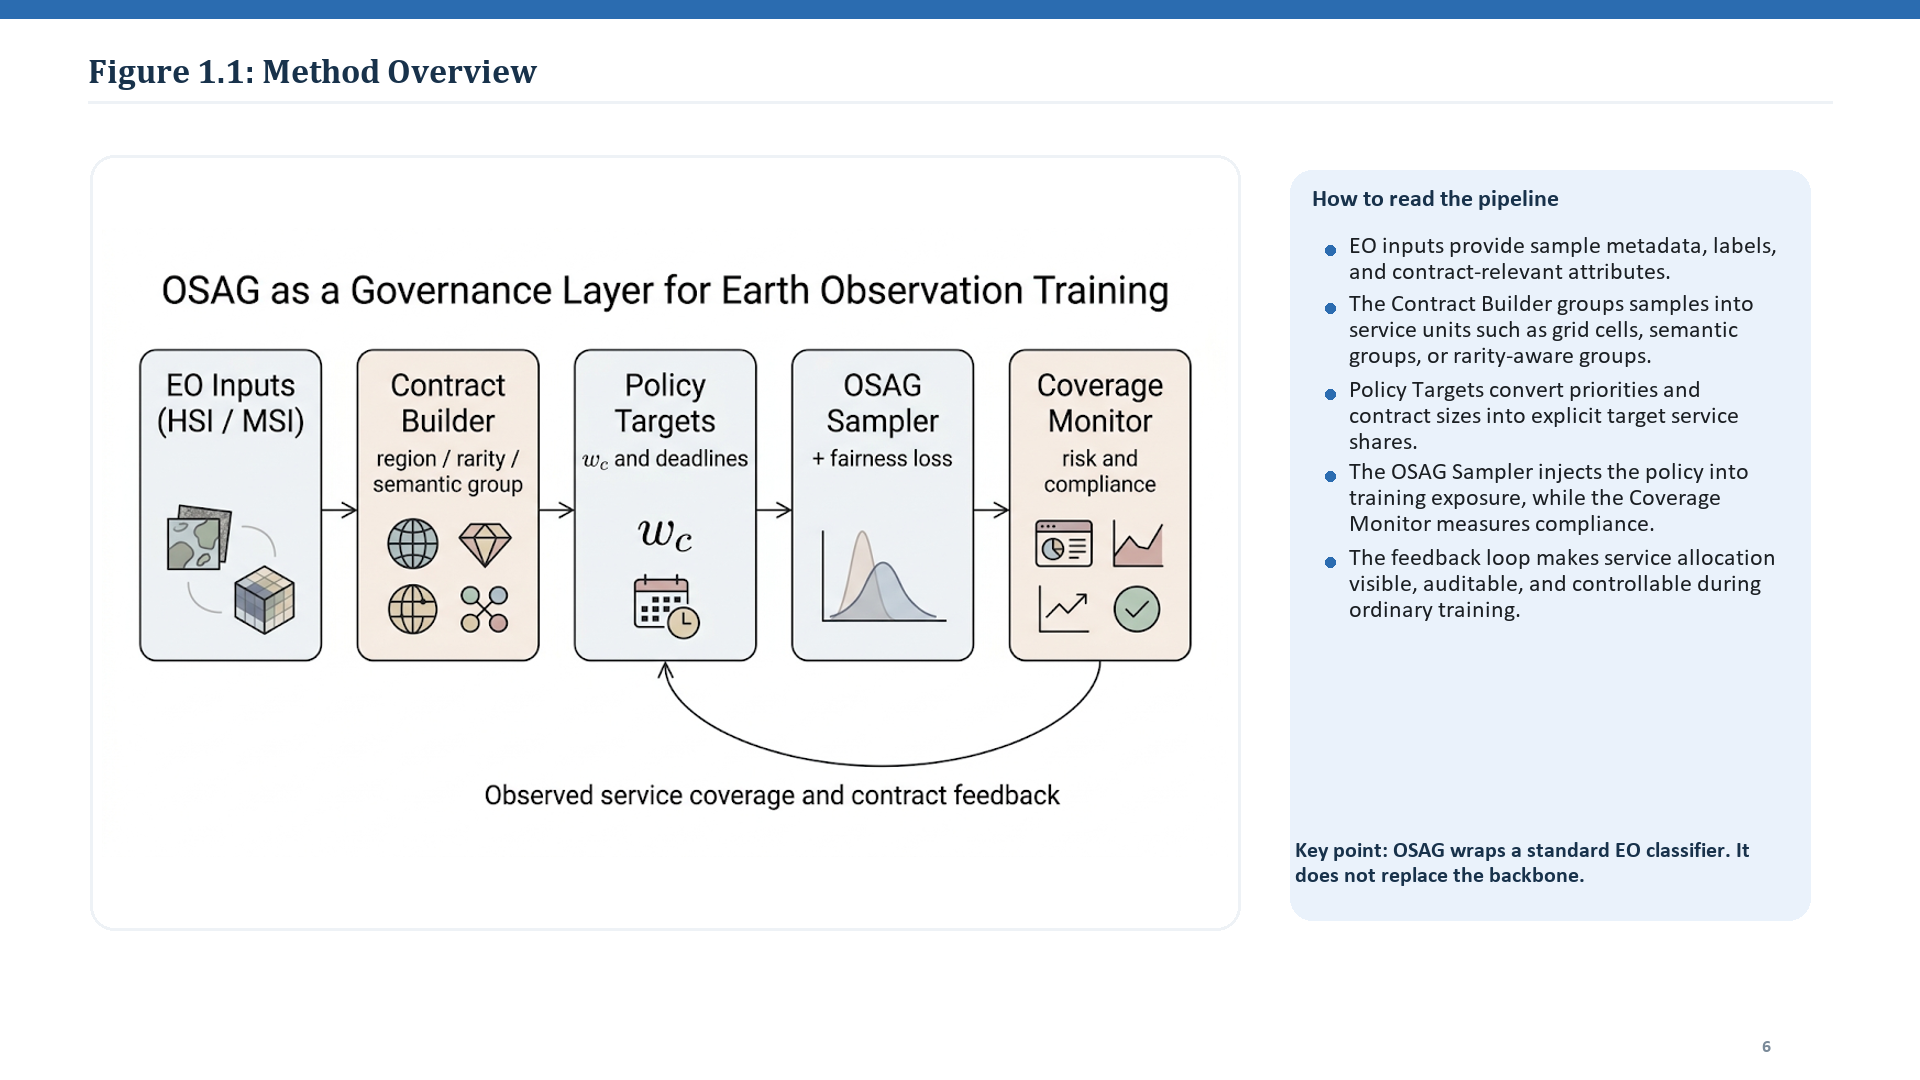 Figure 1.1: Method Overview
OSAG as a Governance Layer for Earth Observation Training
EO Inputs
(HSI / MSI)
Contract
Builder
region / rarity /
semantic group
Policy
Targets
w_c and deadlines
w_c
OSAG
Sampler
+ fairness loss
Coverage
Monitor
risk and
compliance
Observed service coverage and contract feedback
How to read the pipeline
EO inputs provide sample metadata, labels,
and contract-relevant attributes.
The Contract Builder groups samples into
service units such as grid cells, semantic
groups, or rarity-aware groups.
Policy Targets convert priorities and
contract sizes into explicit target service
shares.
The OSAG Sampler injects the policy into
training exposure, while the Coverage
Monitor measures compliance.
The feedback loop makes service allocation
visible, auditable, and controllable during
ordinary training.
Key point: OSAG wraps a standard EO classifier. It
does not replace the backbone.
6